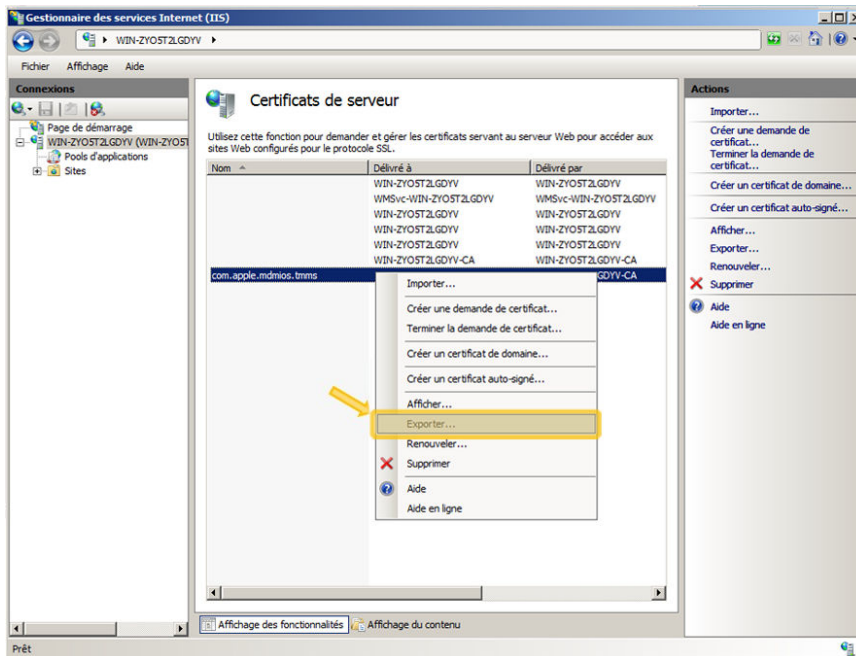 Gestionnaire des services Internet (IIS)
WIN-ZYO5T2LGDYV
Fichier Affichage Aide
Connexions
Page de démarrage
WIN-ZYO5T2LGDYV (WIN-ZYO5T
Pools d'applications
Sites
Certificats de serveur
Utilisez cette fonction pour demander et gérer les certificats servant au serveur Web pour accéder aux
sites Web configurés pour le protocole SSL.
Nom Délivré à Délivré par
WIN-ZYO5T2LGDYV WIN-ZYO5T2LGDYV
WMSvc-WIN-ZYO5T2LGDYV WMSvc-WIN-ZYO5T2LGDYV
WIN-ZYO5T2LGDYV WIN-ZYO5T2LGDYV
WIN-ZYO5T2LGDYV WIN-ZYO5T2LGDYV
WIN-ZYO5T2LGDYV WIN-ZYO5T2LGDYV
WIN-ZYO5T2LGDYV-CA WIN-ZYO5T2LGDYV-CA
com.apple.mdmios.tmms GDYV-CA
Importer...
Créer une demande de certificat...
Terminer la demande de certificat...
Créer un certificat de domaine...
Créer un certificat auto-signé...
Afficher...
Exporter...
Renouveler...
Supprimer
Aide
Aide en ligne
Affichage des fonctionnalités Affichage du contenu
Actions
Importer...
Créer une demande de
certificat...
Terminer la demande de
certificat...
Créer un certificat de domaine...
Créer un certificat auto-signé...
Afficher...
Exporter...
Renouveler...
Supprimer
Aide
Aide en ligne
Prêt